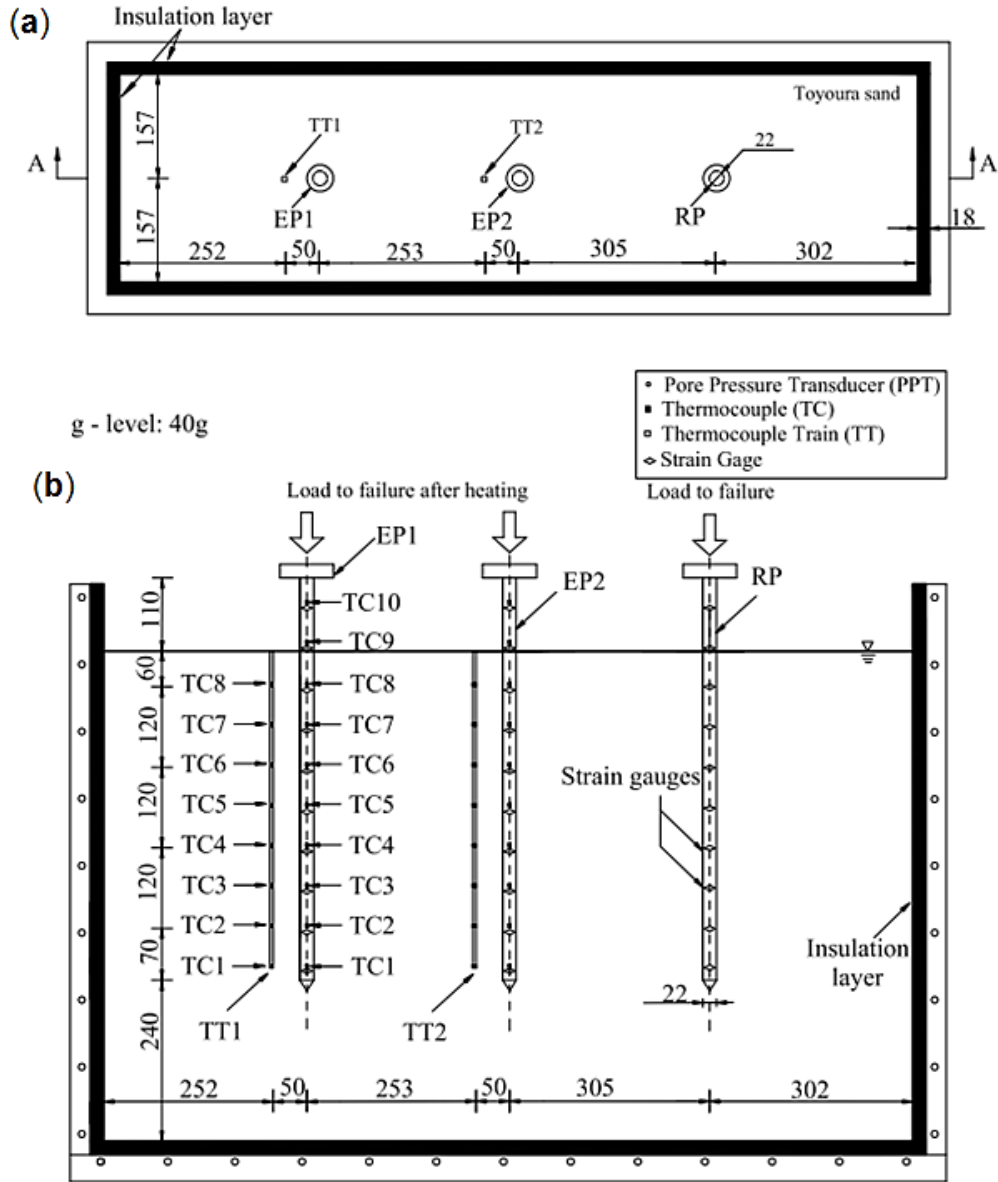 (a)
Insulation layer
Toyoura sand
157
157
TT1
TT2
22
A
A
EP1
EP2
RP
18
252
50
253
50
305
302
Pore Pressure Transducer (PPT)
Thermocouple (TC)
Thermocouple Train (TT)
Strain Gage
g - level: 40g
(b)
Load to failure after heating
Load to failure
EP1
EP2
RP
110
TC10
TC9
60
TC8
TC8
120
TC7
TC7
TC6
TC6
120
TC5
TC5
Strain gauges
TC4
TC4
120
TC3
TC3
TC2
TC2
70
TC1
TC1
Insulation
layer
22
TT1
TT2
240
252
50
253
50
305
302